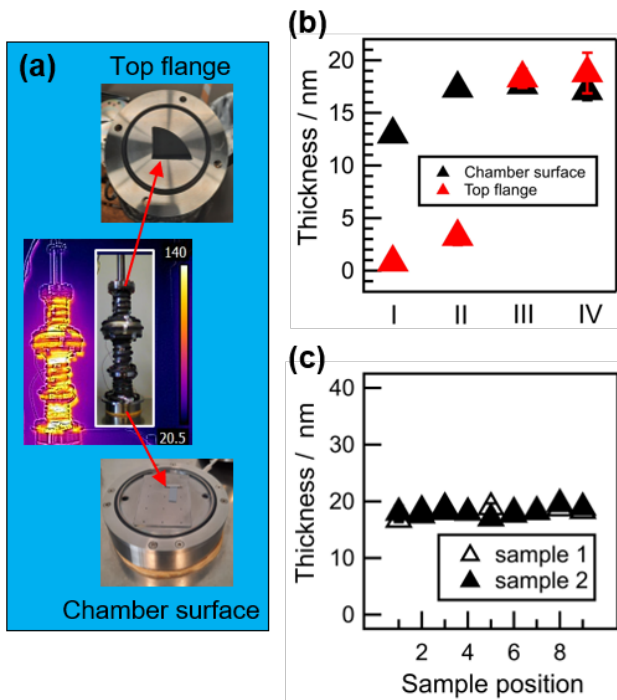 (a)
Top flange
140
20.5
Chamber surface
(b)
Thickness / nm
20
15
10
5
0
Chamber surface
Top flange
I II III IV
(c)
Thickness / nm
40
30
20
10
0
sample 1
sample 2
2 4 6 8
Sample position